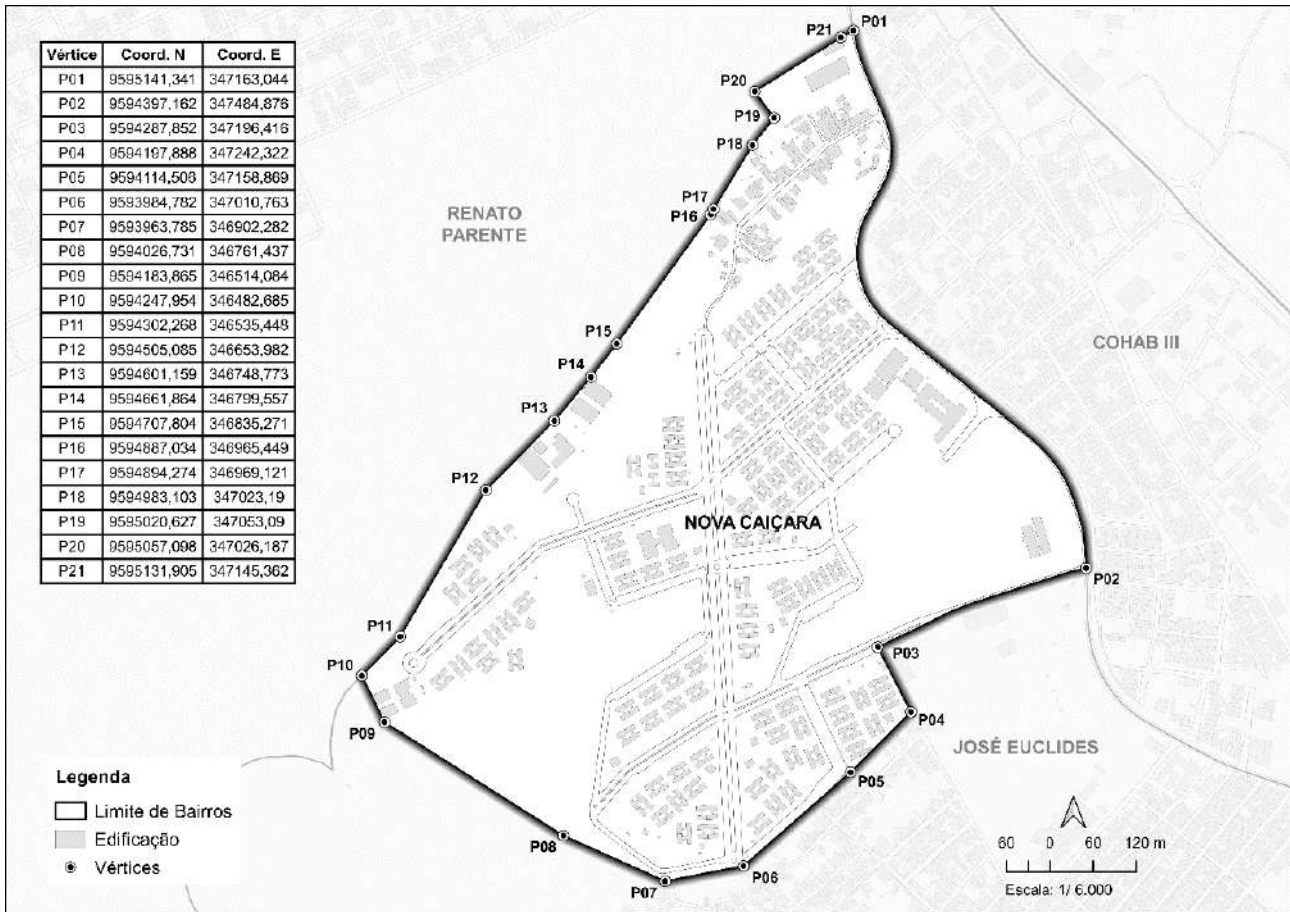 Vértice Coord. N Coord. E
P01 9595141,341 347163,044
P02 9594397,162 347484,876
P03 9594287,852 347196,416
P04 9594197,888 347242,322
P05 9594114,506 347158,869
P06 9593984,782 347010,763
P07 9593963,785 346902,282
P08 9594026,731 346761,437
P09 9594183,865 346514,084
P10 9594247,954 346482,665
P11 9594302,268 346535,448
P12 9594505,085 346653,982
P13 9594601,159 346748,773
P14 9594661,864 346799,557
P15 9594707,804 346835,271
P16 9594887,034 346965,449
P17 9594894,274 346969,121
P18 9594983,103 347023,19
P19 9595020,627 347053,09
P20 9595057,098 347026,187
P21 9595131,905 347145,362
P01
P21
P20
P19
P18
P17
P16
RENATO
PARENTE
P15
COHAB III
P14
P13
P12
NOVA CAIÇARA
P02
P11
P03
P10
P04
P09
JOSÉ EUCLIDES
P05
Legenda
Limite de Bairros
Edificação
Vértices
P08
P06
P07
60 0 60 120 m
Escala: 1/ 6.000